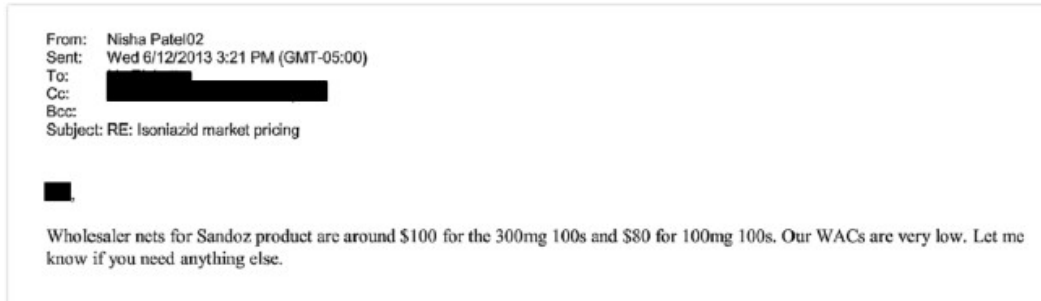 From: Nisha Patel02
Sent: Wed 6/12/2013 3:21 PM (GMT-05:00)
To:
Cc:
Bcc:
Subject: RE: Isoniazid market pricing
,
Wholesaler nets for Sandoz product are around $100 for the 300mg 100s and $80 for 100mg 100s. Our WACs are very low. Let me
know if you need anything else.